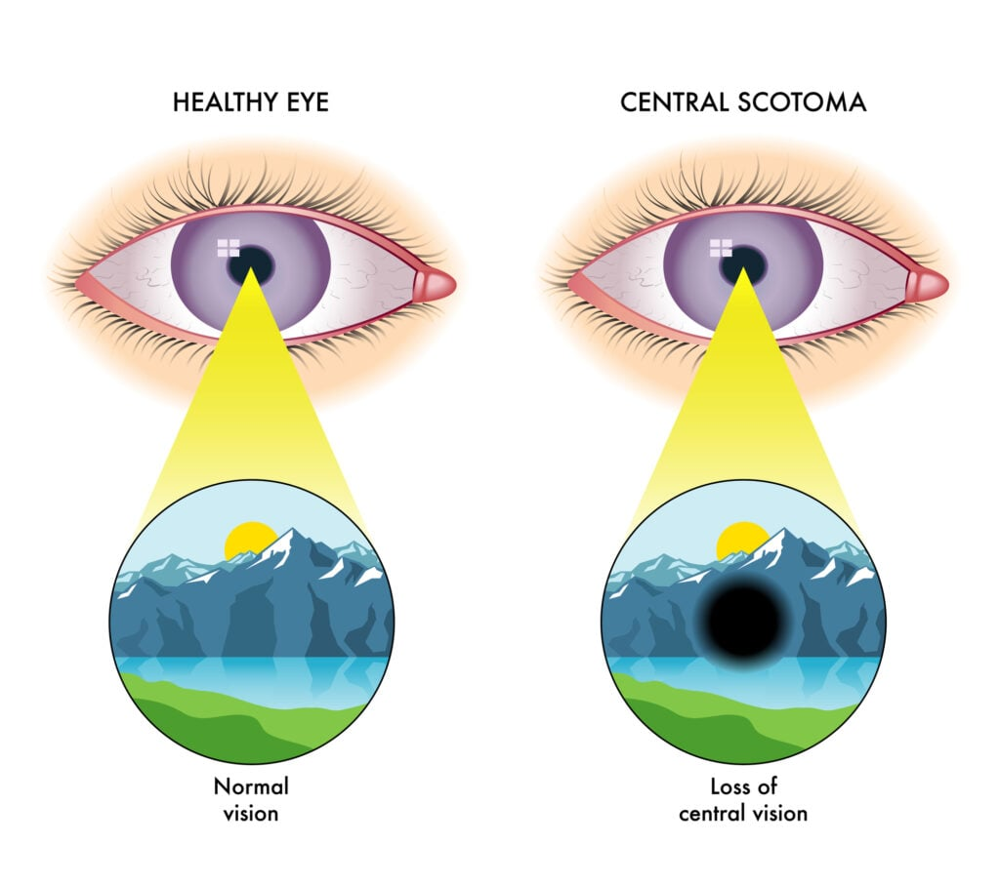 HEALTHY EYE
CENTRAL SCOTOMA
Normal
vision
Loss of
central vision